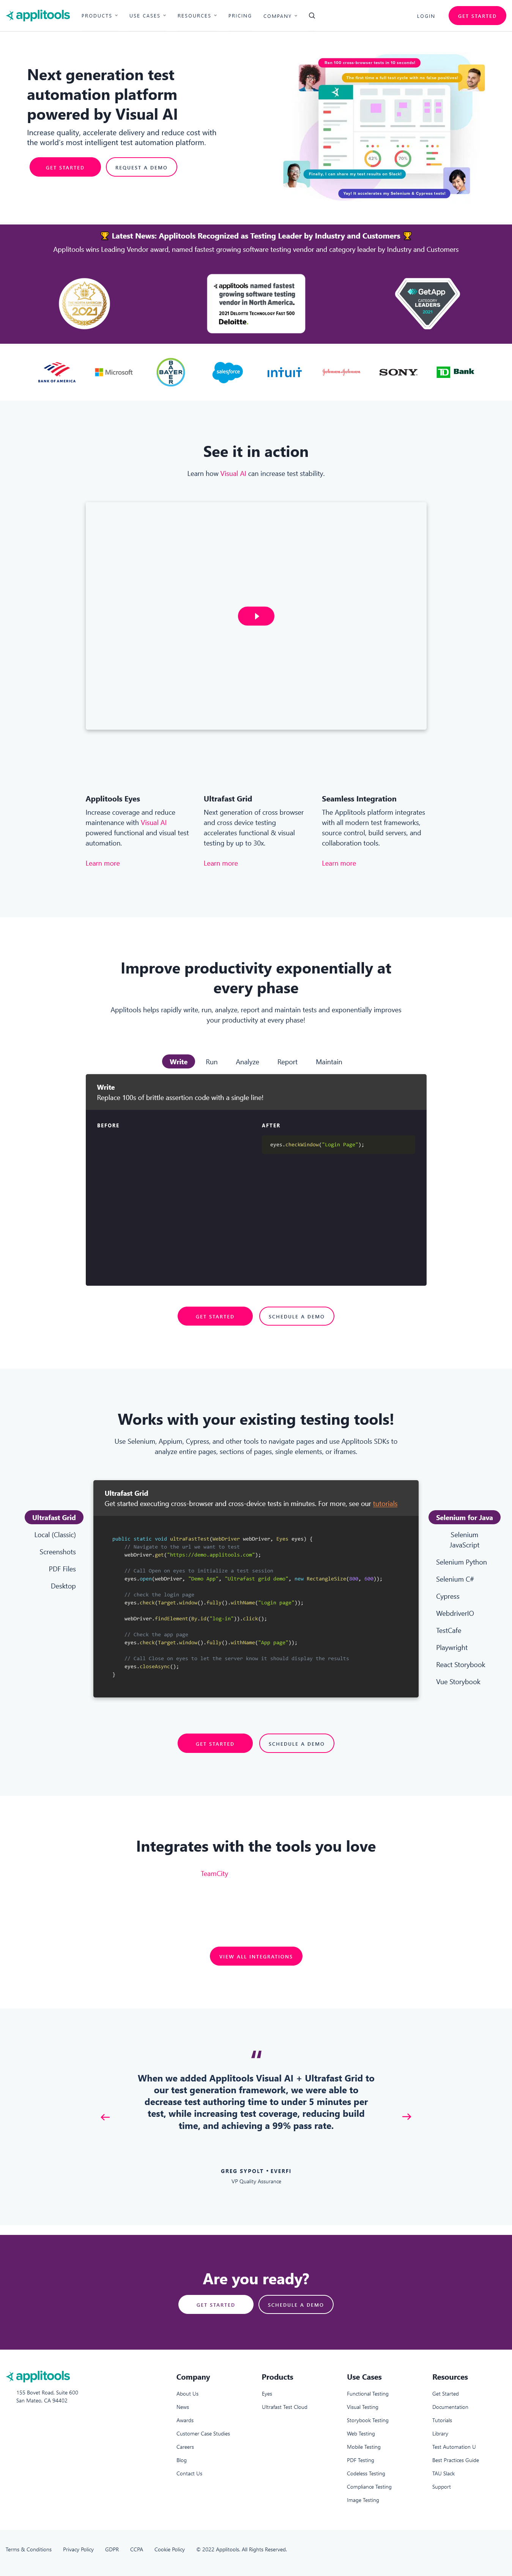 applitools
PRODUCTS
USE CASES
RESOURCES
PRICING
COMPANY
LOGIN
GET STARTED
Next generation test
automation platform
powered by Visual AI
Increase quality, accelerate delivery and reduce cost with
the world's most intelligent test automation platform.
GET STARTED
REQUEST A DEMO
Ran 100 cross-browser tests in 10 seconds!
The first time a full test cycle with no false positives!
63%
70%
Finally, I can share my test results on Slack!
Yay! It accelerates my Selenium & Cypress tests!
🏆 Latest News: Applitools Recognized as Testing Leader by Industry and Customers 🏆
Applitools wins Leading Vendor award, named fastest growing software testing vendor and category leader by Industry and Customers
2021
applitools named fastest
growing software testing
vendor in North America.
2021 Deloitte Technology Fast 500
Deloitte.
GetApp
CATEGORY
LEADERS
2021
BANK OF AMERICA
Microsoft
BAYER
BAYER
salesforce
intuit
Johnson & Johnson
SONY
TD Bank
See it in action
Learn how Visual AI can increase test stability.
Applitools Eyes
Increase coverage and reduce
maintenance with Visual AI
powered functional and visual test
automation.
Learn more
Ultrafast Grid
Next generation of cross browser
and cross device testing
accelerates functional & visual
testing by up to 30x.
Learn more
Seamless Integration
The Applitools platform integrates
with all modern test frameworks,
source control, build servers, and
collaboration tools.
Learn more
Improve productivity exponentially at
every phase
Applitools helps rapidly write, run, analyze, report and maintain tests and exponentially improves
your productivity at every phase!
Write
Run
Analyze
Report
Maintain
Write
Replace 100s of brittle assertion code with a single line!
BEFORE
AFTER
eyes.checkWindow("Login Page");
GET STARTED
SCHEDULE A DEMO
Works with your existing testing tools!
Use Selenium, Appium, Cypress, and other tools to navigate pages and use Applitools SDKs to
analyze entire pages, sections of pages, single elements, or iframes.
Ultrafast Grid
Local (Classic)
Screenshots
PDF Files
Desktop
Ultrafast Grid
Get started executing cross-browser and cross-device tests in minutes. For more, see our tutorials
public static void ultraFastTest(WebDriver webDriver, Eyes eyes) {
// Navigate to the url we want to test
webDriver.get("https://demo.applitools.com");
// Call Open on eyes to initialize a test session
eyes.open(webDriver, "Demo App", "Ultrafast grid demo", new RectangleSize(800, 600));
// check the login page
eyes.check(Target.window().fully().withName("Login page"));
webDriver.findElement(By.id("log-in")).click();
// Check the app page
eyes.check(Target.window().fully().withName("App page"));
// Call Close on eyes to let the server know it should display the results
eyes.closeAsync();
}
Selenium for Java
Selenium
JavaScript
Selenium Python
Selenium C#
Cypress
WebdriverIO
TestCafe
Playwright
React Storybook
Vue Storybook
GET STARTED
SCHEDULE A DEMO
Integrates with the tools you love
TeamCity
VIEW ALL INTEGRATIONS
"
When we added Applitools Visual AI + Ultrafast Grid to
our test generation framework, we were able to
decrease test authoring time to under 5 minutes per
test, while increasing test coverage, reducing build
time, and achieving a 99% pass rate.
GREG SYPOLT • EVERFI
VP Quality Assurance
Are you ready?
GET STARTED
SCHEDULE A DEMO
applitools
155 Bovet Road, Suite 600
San Mateo, CA 94402
Company
About Us
News
Awards
Customer Case Studies
Careers
Blog
Contact Us
Products
Eyes
Ultrafast Test Cloud
Use Cases
Functional Testing
Visual Testing
Storybook Testing
Web Testing
Mobile Testing
PDF Testing
Codeless Testing
Compliance Testing
Image Testing
Resources
Get Started
Documentation
Tutorials
Library
Test Automation U
Best Practices Guide
TAU Slack
Support
Terms & Conditions
Privacy Policy
GDPR
CCPA
Cookie Policy
© 2022 Applitools. All Rights Reserved.